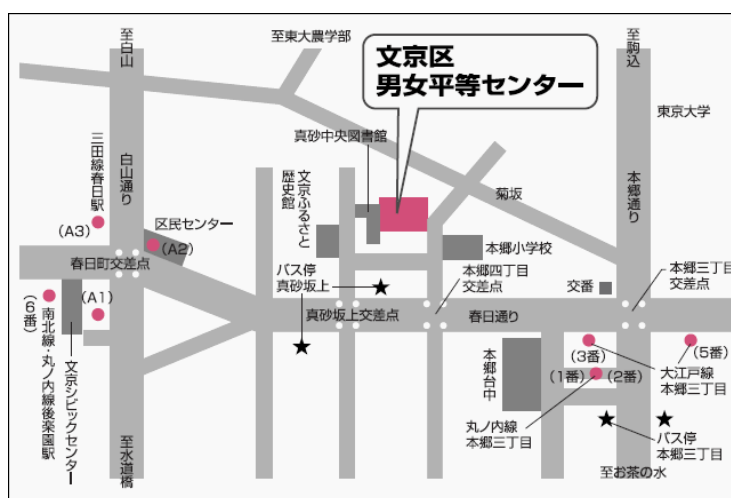 至白山
至東大農学部
文京区
男女平等センター
至駒込
東京大学
真砂中央図書館
三田線春日駅
白山通り
文京ふるさと
歴史館
菊坂
本郷通り
(A3)
区民センター
(A2)
本郷小学校
春日町交差点
バス停
真砂坂上
本郷四丁目
交差点
交番
本郷三丁目
交差点
(6番)
(A1)
真砂坂上交差点
春日通り
南北線・丸ノ内線後楽園駅
文京シビックセンター
本郷台中
(3番)
(5番)
大江戸線
本郷三丁目
(1番)
(2番)
丸ノ内線
本郷三丁目
バス停
本郷三丁目
至水道橋
至お茶の水